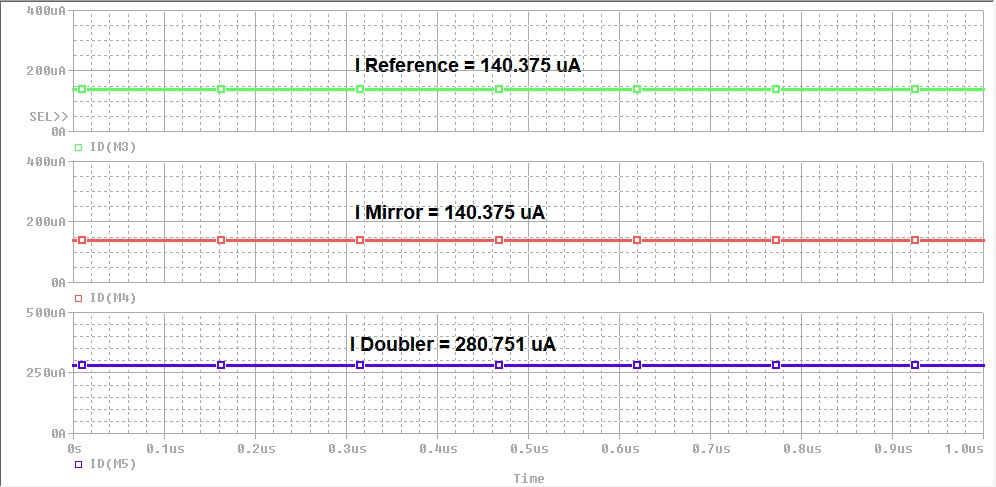 400uA
I Reference = 140.375 uA
200uA
SEL>>
0A
ID(M3)
400uA
I Mirror = 140.375 uA
200uA
0A
ID(M4)
500uA
I Doubler = 280.751 uA
250uA
0A
0s 0.1us 0.2us 0.3us 0.4us 0.5us 0.6us 0.7us 0.8us 0.9us 1.0us
ID(M5)
Time